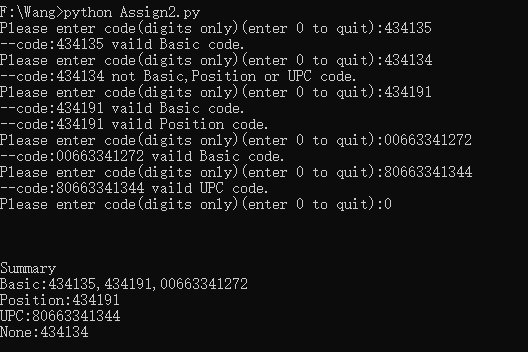 F:\Wang>python Assign2.py
Please enter code(digits only)(enter 0 to quit):434135
--code:434135 vaild Basic code.
Please enter code(digits only)(enter 0 to quit):434134
--code:434134 not Basic,Position or UPC code.
Please enter code(digits only)(enter 0 to quit):434191
--code:434191 vaild Basic code.
--code:434191 vaild Position code.
Please enter code(digits only)(enter 0 to quit):00663341272
--code:00663341272 vaild Basic code.
Please enter code(digits only)(enter 0 to quit):80663341344
--code:80663341344 vaild UPC code.
Please enter code(digits only)(enter 0 to quit):0
Summary
Basic:434135,434191,00663341272
Position:434191
UPC:80663341344
None:434134